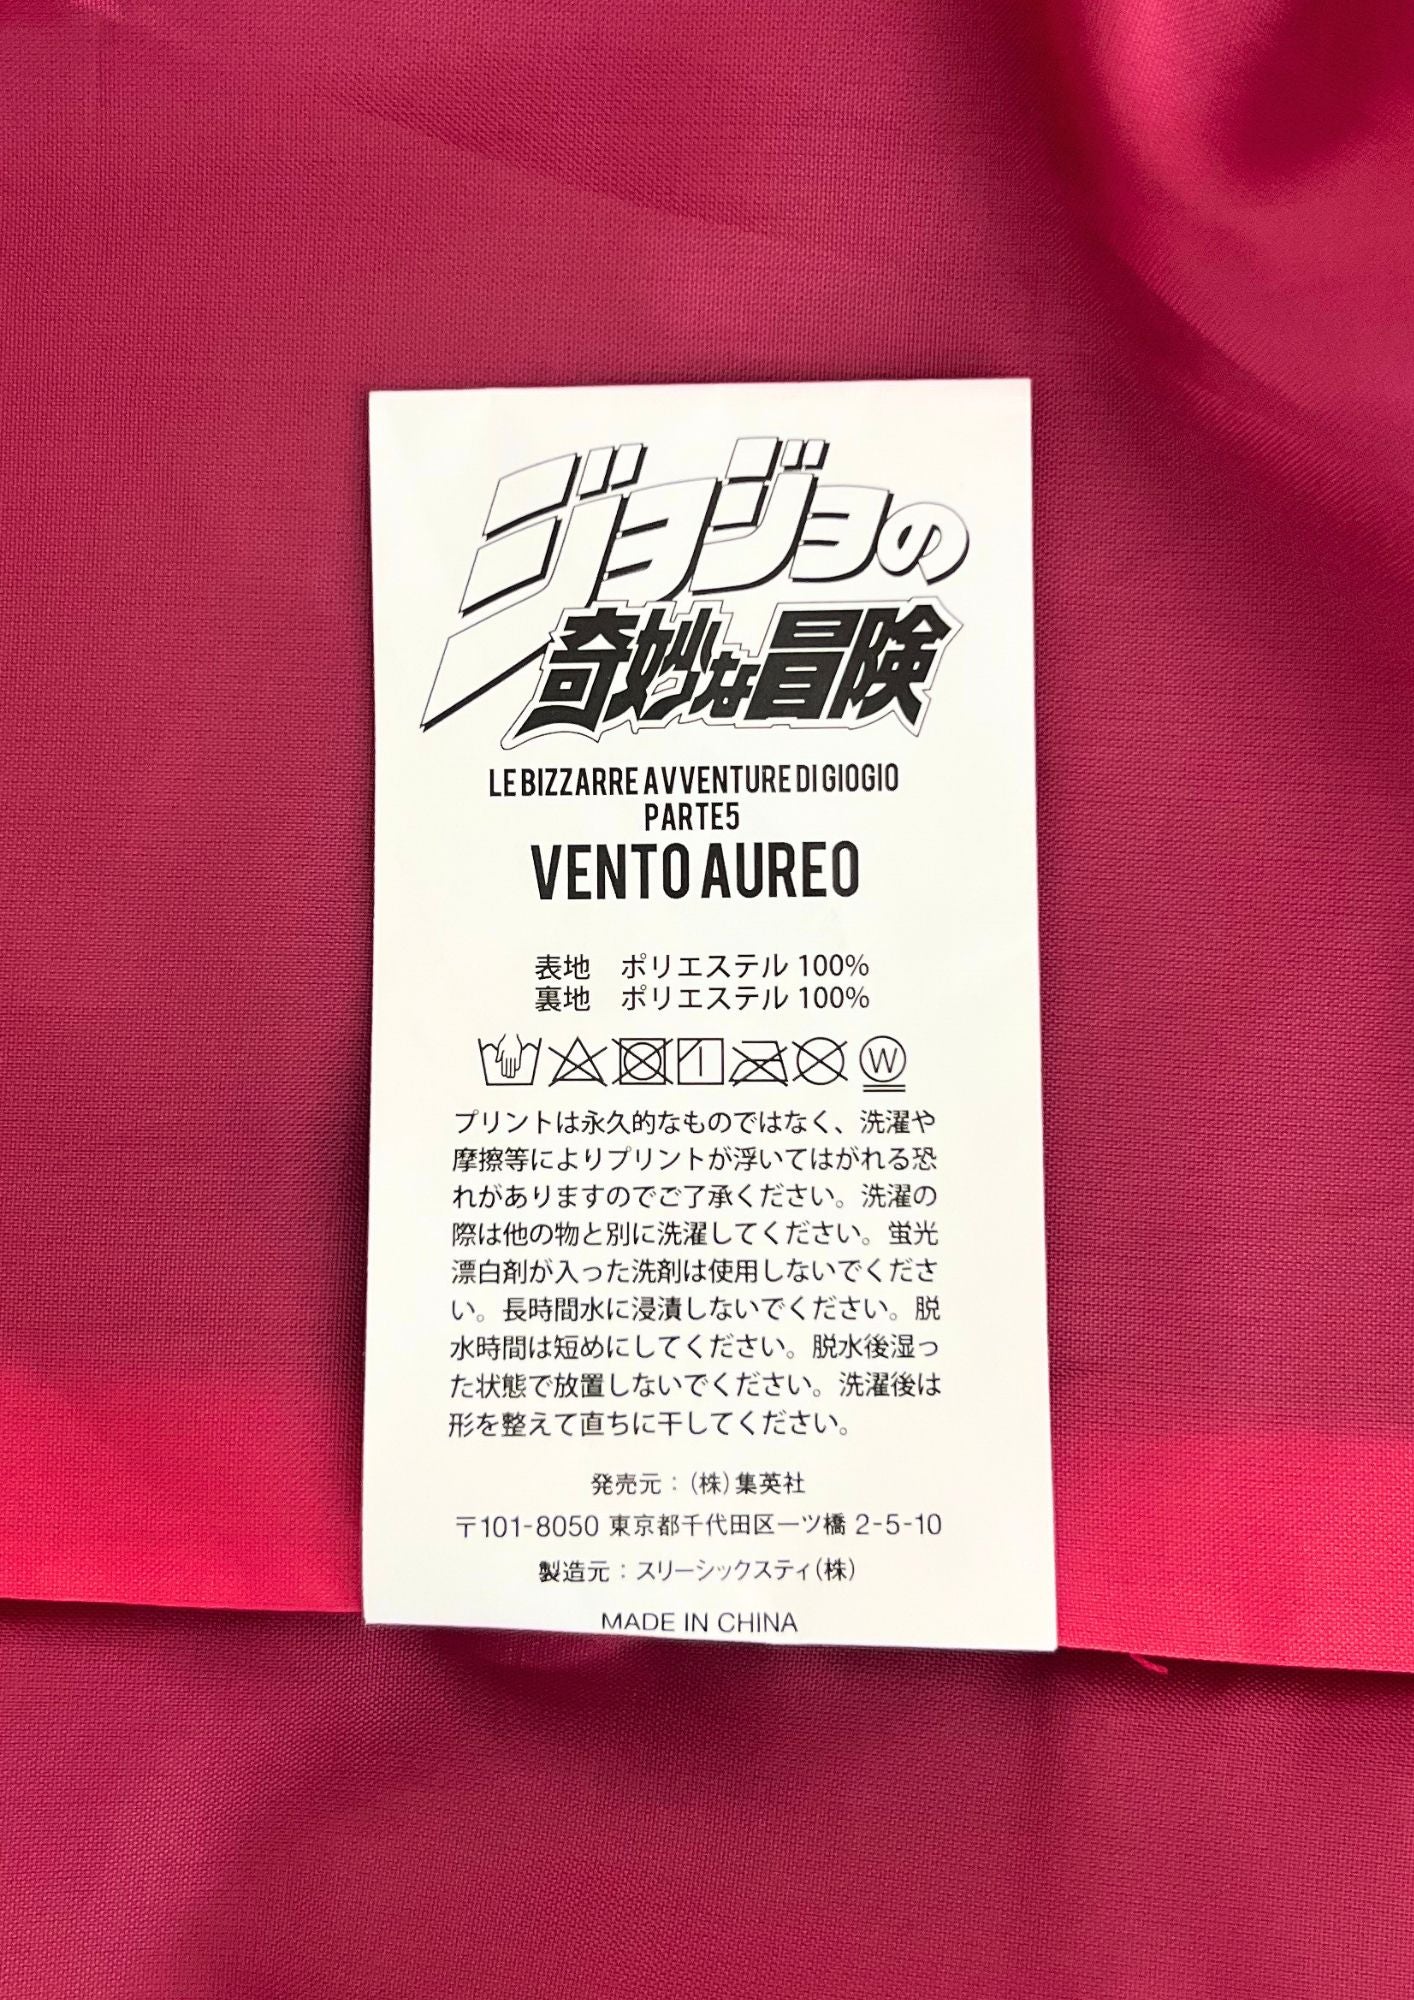 ジョジョの
奇妙な冒険
LE BIZZARRE AVVENTURE DI GIOGIO
PARTE5
VENTO AUREO
表地　ポリエステル 100%
裏地　ポリエステル 100%
W
プリントは永久的なものではなく、洗濯や
摩擦等によりプリントが浮いてはがれる恐
れがありますのでご了承ください。洗濯の
際は他の物と別に洗濯してください。蛍光
漂白剤が入った洗剤は使用しないでくださ
い。長時間水に浸漬しないでください。脱
水時間は短めにしてください。脱水後湿っ
た状態で放置しないでください。洗濯後は
形を整えて直ちに干してください。
発売元：(株)集英社
〒101-8050 東京都千代田区一ツ橋 2-5-10
製造元：スリーシックスティ(株)
MADE IN CHINA